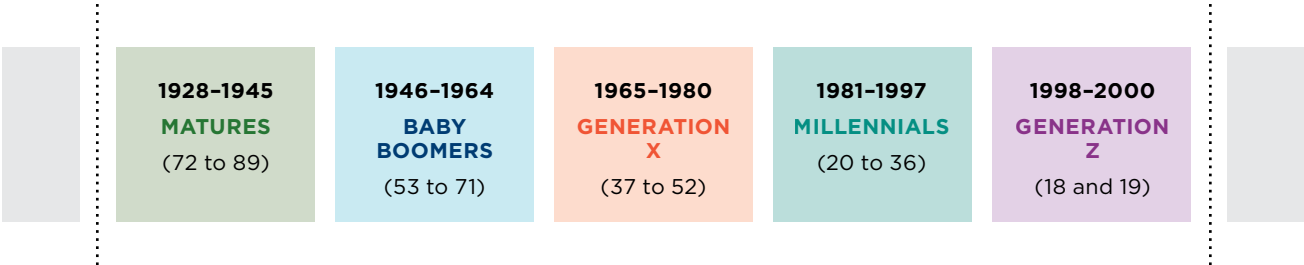 1928–1945
MATURES
(72 to 89)
1946–1964
BABY
BOOMERS
(53 to 71)
1965–1980
GENERATION
X
(37 to 52)
1981–1997
MILLENNIALS
(20 to 36)
1998–2000
GENERATION
Z
(18 and 19)